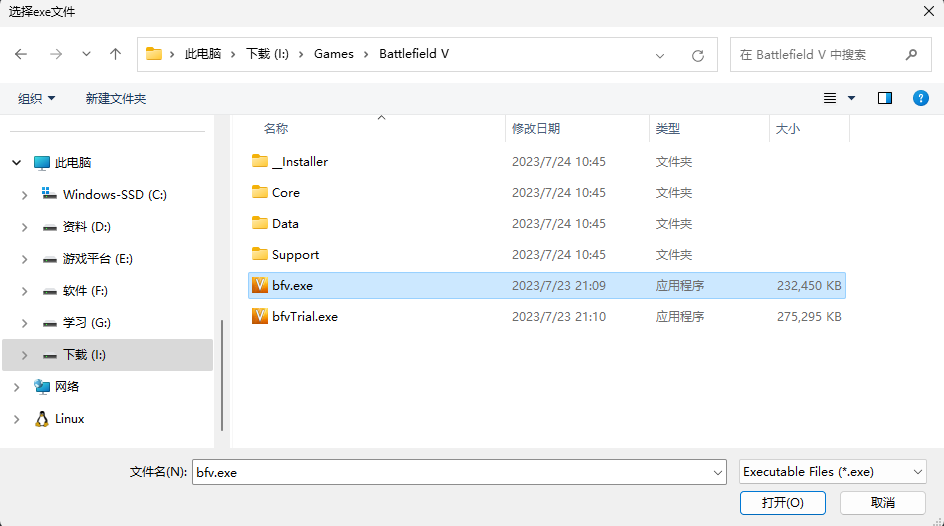 选择exe文件
此电脑 下载 (I:) Games Battlefield V 在 Battlefield V 中搜索
组织 新建文件夹
名称 修改日期 类型 大小
此电脑
Windows-SSD (C:)
资料 (D:)
游戏平台 (E:)
软件 (F:)
学习 (G:)
下载 (I:)
网络
Linux
__Installer 2023/7/24 10:45 文件夹
Core 2023/7/24 10:45 文件夹
Data 2023/7/24 10:45 文件夹
Support 2023/7/24 10:45 文件夹
bfv.exe 2023/7/23 21:09 应用程序 232,450 KB
bfvTrial.exe 2023/7/23 21:10 应用程序 275,295 KB
文件名(N): bfv.exe Executable Files (*.exe)
打开(O) 取消